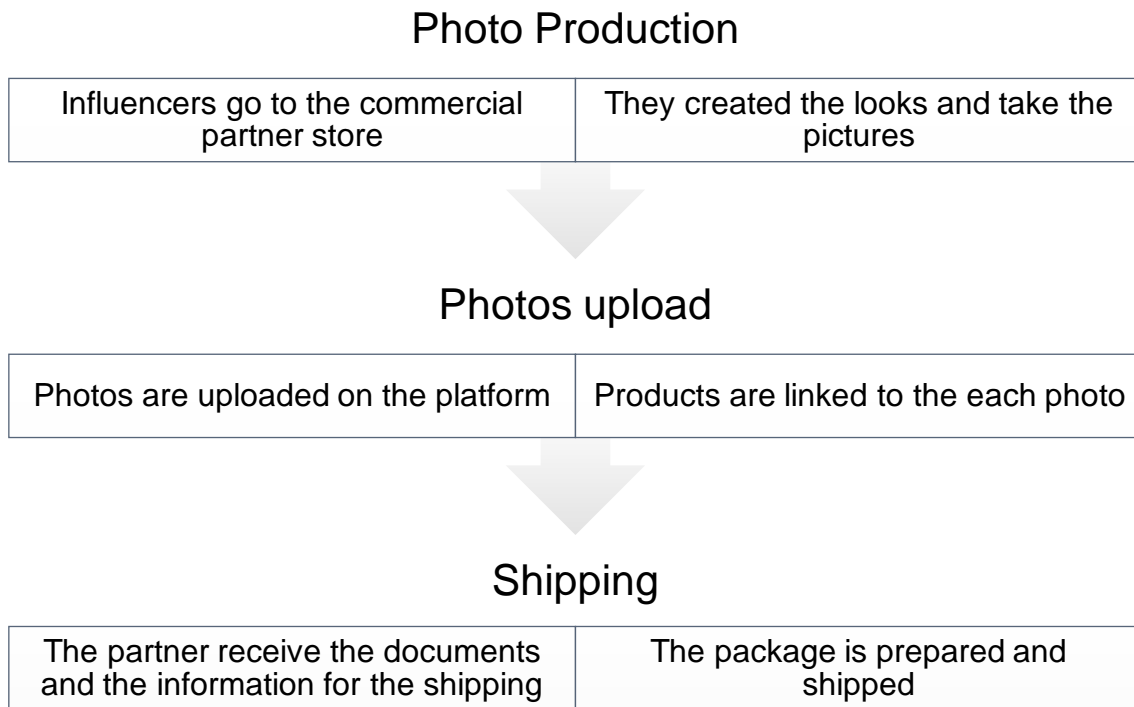 Photo Production
Influencers go to the commercial
partner store
They created the looks and take the
pictures
Photos upload
Photos are uploaded on the platform
Products are linked to the each photo
Shipping
The partner receive the documents
and the information for the shipping
The package is prepared and
shipped